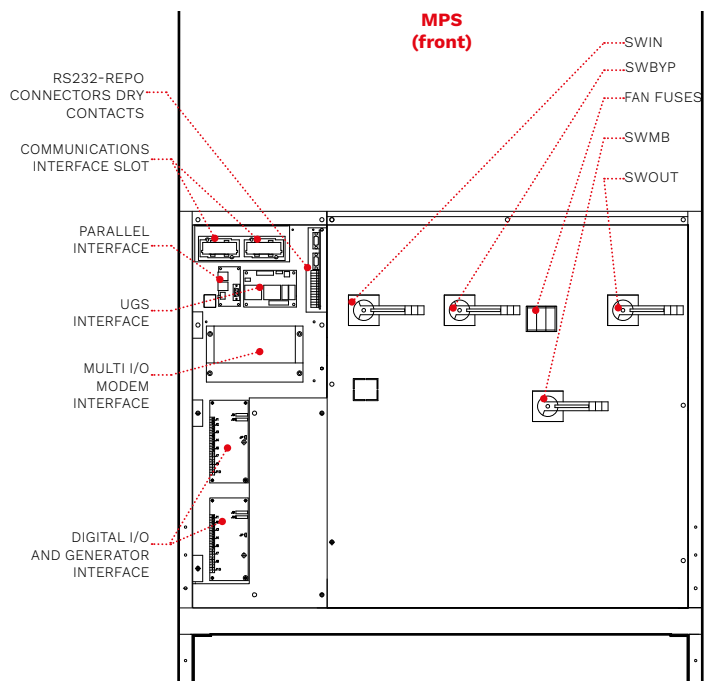 MPS
(front)
SWIN
SWBYP
FAN FUSES
SWMB
SWOUT
RS232-REPO
CONNECTORS DRY
CONTACTS
COMMUNICATIONS
INTERFACE SLOT
PARALLEL
INTERFACE
UGS
INTERFACE
MULTI I/O
MODEM
INTERFACE
DIGITAL I/O
AND GENERATOR
INTERFACE